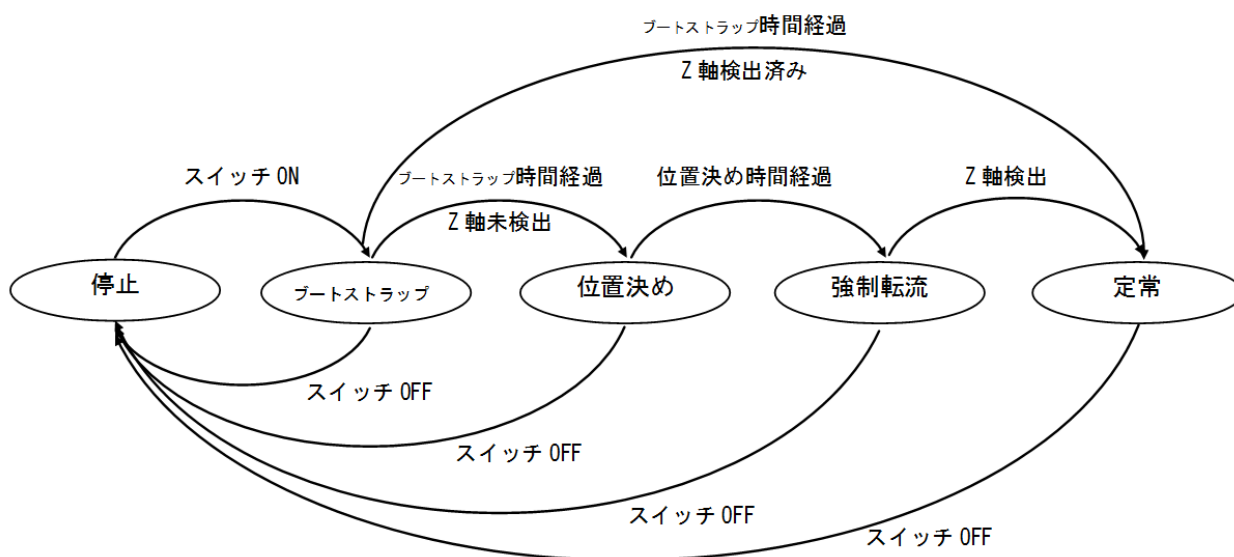 ブートストラップ時間経過
Z 軸検出済み
スイッチ ON
ブートストラップ時間経過
Z 軸未検出
位置決め時間経過
Z 軸検出
停止
ブートストラップ
位置決め
強制転流
定常
スイッチ OFF
スイッチ OFF
スイッチ OFF
スイッチ OFF